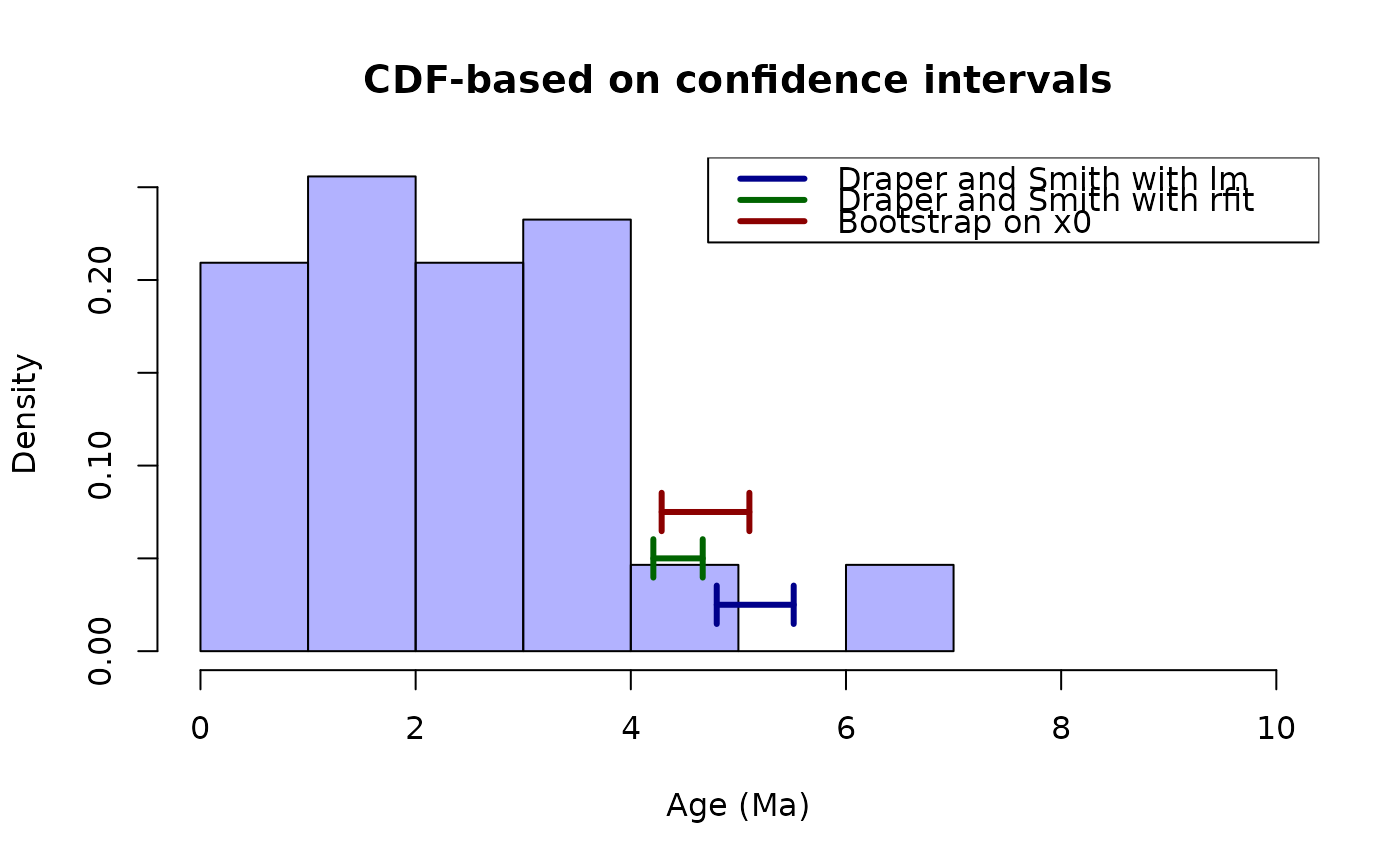 CDF-based on confidence intervals
Draper and Smith with lm
Draper and Smith with rfit
Bootstrap on x0
Density
0.20
0.10
0.00
0 2 4 6 8 10
Age (Ma)